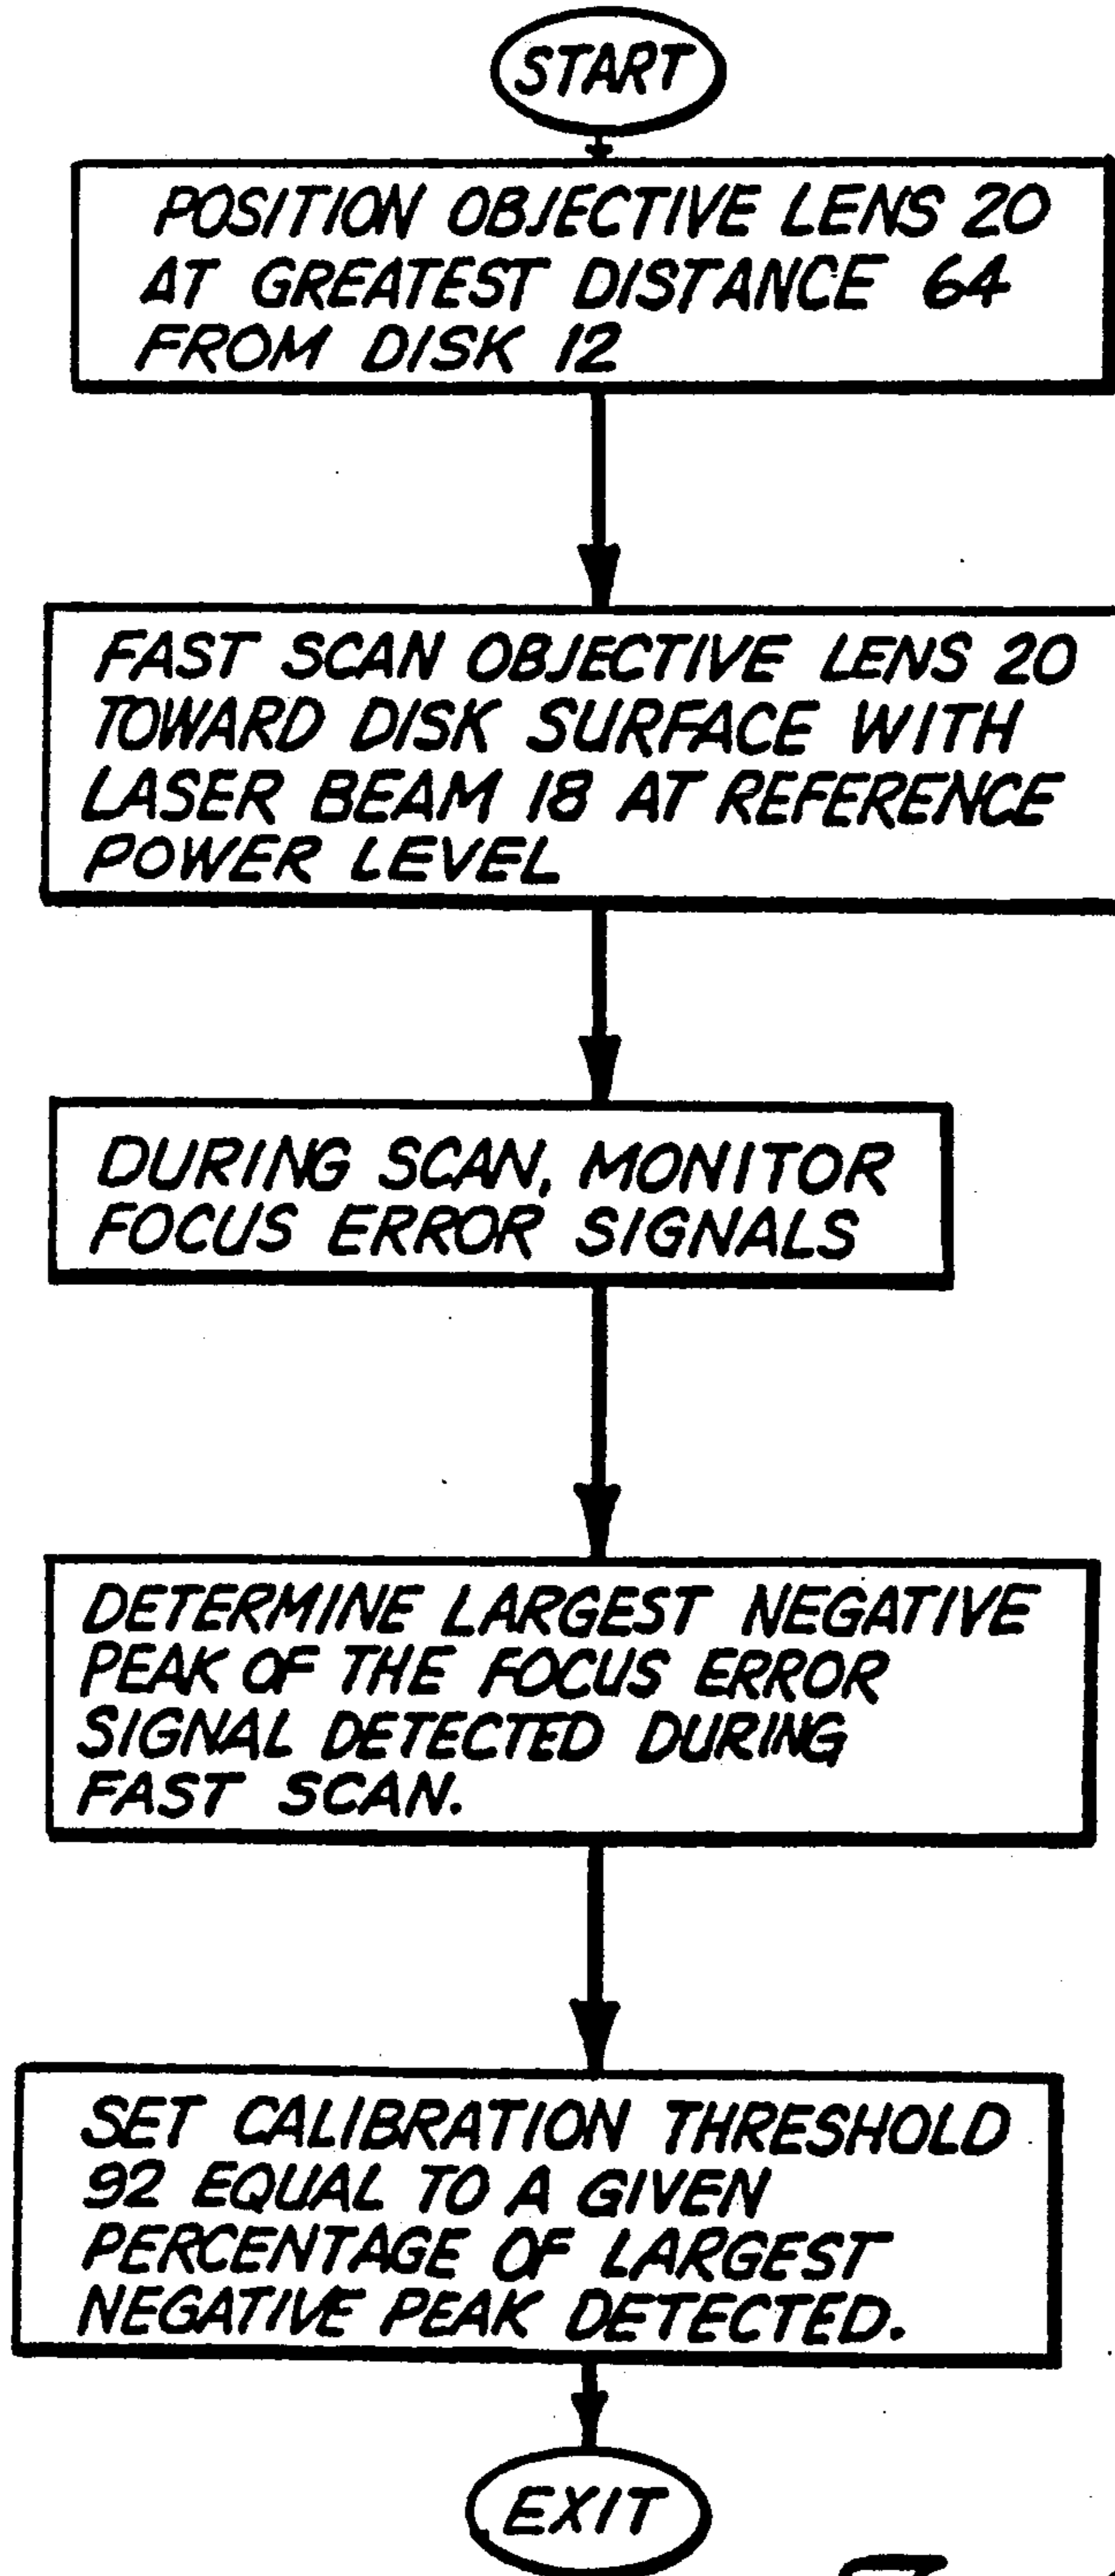 START
POSITION OBJECTIVE LENS 20
AT GREATEST DISTANCE 64
FROM DISK 12
FAST SCAN OBJECTIVE LENS 20
TOWARD DISK SURFACE WITH
LASER BEAM 18 AT REFERENCE
POWER LEVEL
DURING SCAN, MONITOR
FOCUS ERROR SIGNALS
DETERMINE LARGEST NEGATIVE
PEAK OF THE FOCUS ERROR
SIGNAL DETECTED DURING
FAST SCAN.
SET CALIBRATION THRESHOLD
92 EQUAL TO A GIVEN
PERCENTAGE OF LARGEST
NEGATIVE PEAK DETECTED.
EXIT